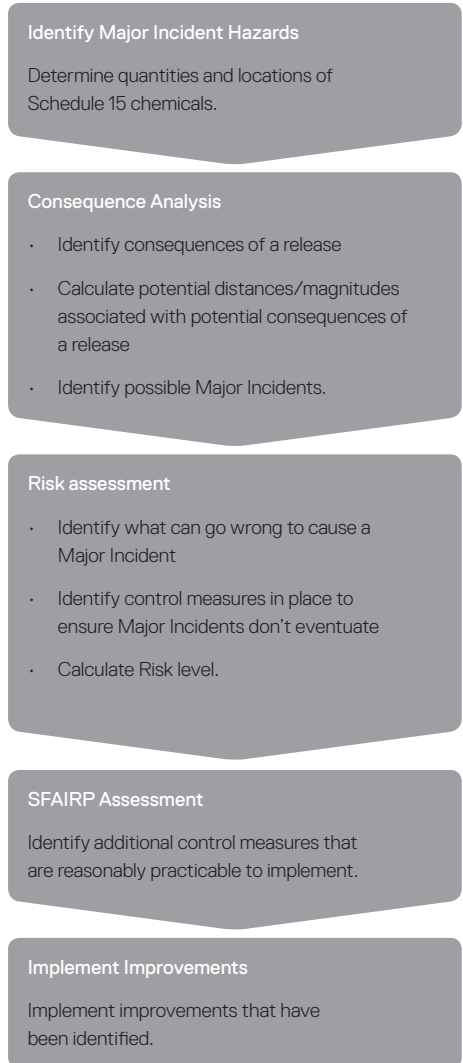 Identify Major Incident Hazards
Determine quantities and locations of
Schedule 15 chemicals.
Consequence Analysis
· Identify consequences of a release
· Calculate potential distances/magnitudes
associated with potential consequences of
a release
· Identify possible Major Incidents.
Risk assessment
· Identify what can go wrong to cause a
Major Incident
· Identify control measures in place to
ensure Major Incidents don't eventuate
· Calculate Risk level.
SFAIRP Assessment
Identify additional control measures that
are reasonably practicable to implement.
Implement Improvements
Implement improvements that have
been identified.